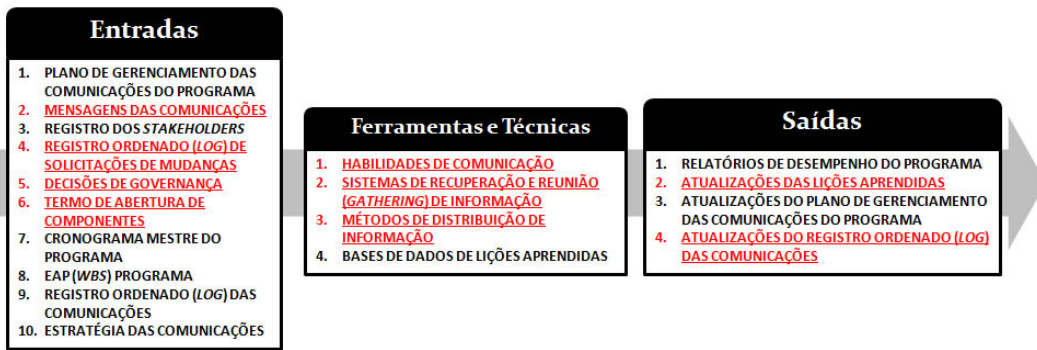 Entradas
1. PLANO DE GERENCIAMENTO DAS
COMUNICAÇÕES DO PROGRAMA
2. MENSAGENS DAS COMUNICAÇÕES
3. REGISTRO DOS STAKEHOLDERS
4. REGISTRO ORDENADO (LOG) DE
SOLICITAÇÕES DE MUDANÇAS
5. DECISÕES DE GOVERNANÇA
6. TERMO DE ABERTURA DE
COMPONENTES
7. CRONOGRAMA MESTRE DO
PROGRAMA
8. EAP (WBS) PROGRAMA
9. REGISTRO ORDENADO (LOG) DAS
COMUNICAÇÕES
10. ESTRATÉGIA DAS COMUNICAÇÕES
Ferramentas e Técnicas
1. HABILIDADES DE COMUNICAÇÃO
2. SISTEMAS DE RECUPERAÇÃO E REUNIÃO
(GATHERING) DE INFORMAÇÃO
3. MÉTODOS DE DISTRIBUIÇÃO DE
INFORMAÇÃO
4. BASES DE DADOS DE LIÇÕES APRENDIDAS
Saídas
1. RELATÓRIOS DE DESEMPENHO DO PROGRAMA
2. ATUALIZAÇÕES DAS LIÇÕES APRENDIDAS
3. ATUALIZAÇÕES DO PLANO DE GERENCIAMENTO
DAS COMUNICAÇÕES DO PROGRAMA
4. ATUALIZAÇÕES DO REGISTRO ORDENADO (LOG)
DAS COMUNICAÇÕES